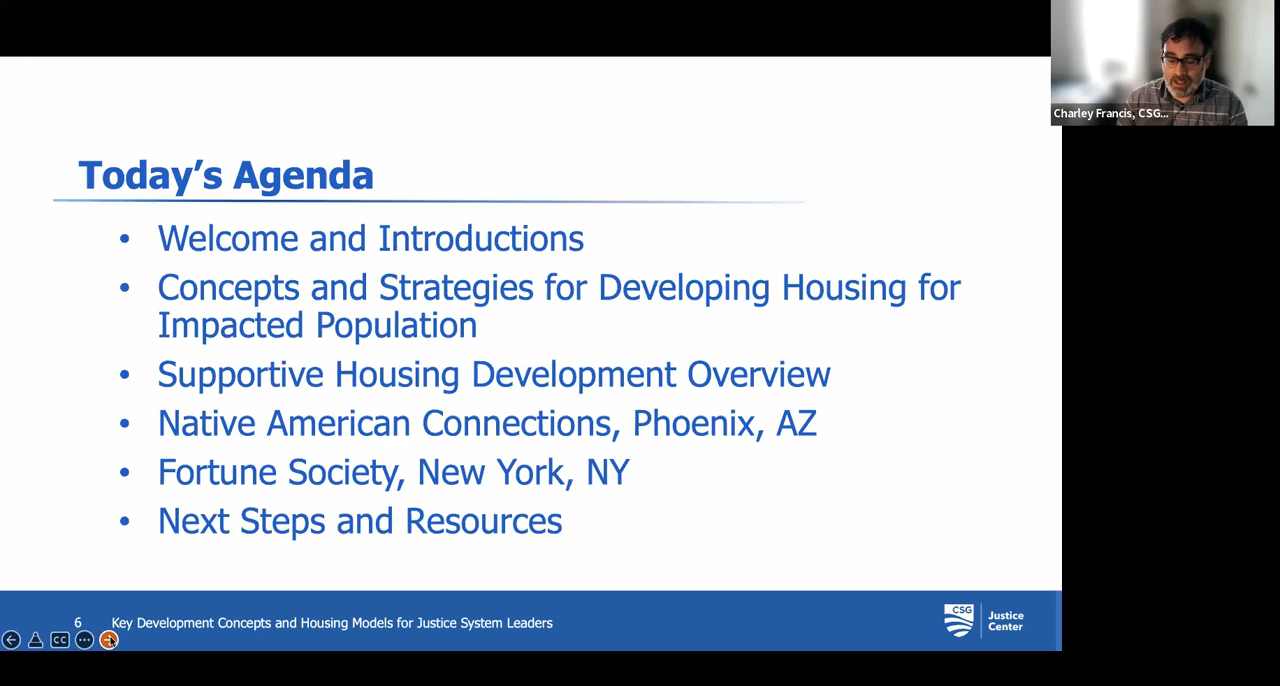 Charley Francis, CSG...
Today's Agenda
• Welcome and Introductions
• Concepts and Strategies for Developing Housing for
Impacted Population
• Supportive Housing Development Overview
• Native American Connections, Phoenix, AZ
• Fortune Society, New York, NY
• Next Steps and Resources
6 Key Development Concepts and Housing Models for Justice System Leaders
CC
CSG
Justice
Center